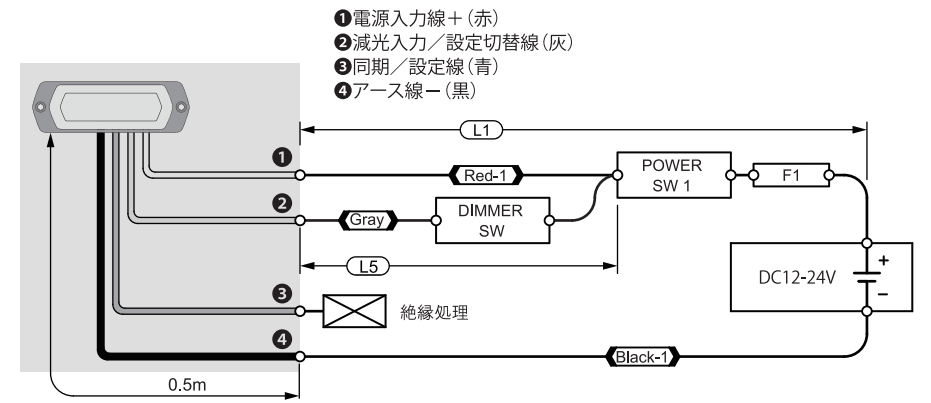 ❶電源入力線＋(赤)
❷減光入力／設定切替線(灰)
❸同期／設定線(青)
❹アース線－(黒)
L1
❶
Red-1
POWER
SW 1
F1
❷
Gray
DIMMER
SW
L5
DC12-24V
+
−
❸
絶縁処理
❹
Black-1
0.5m